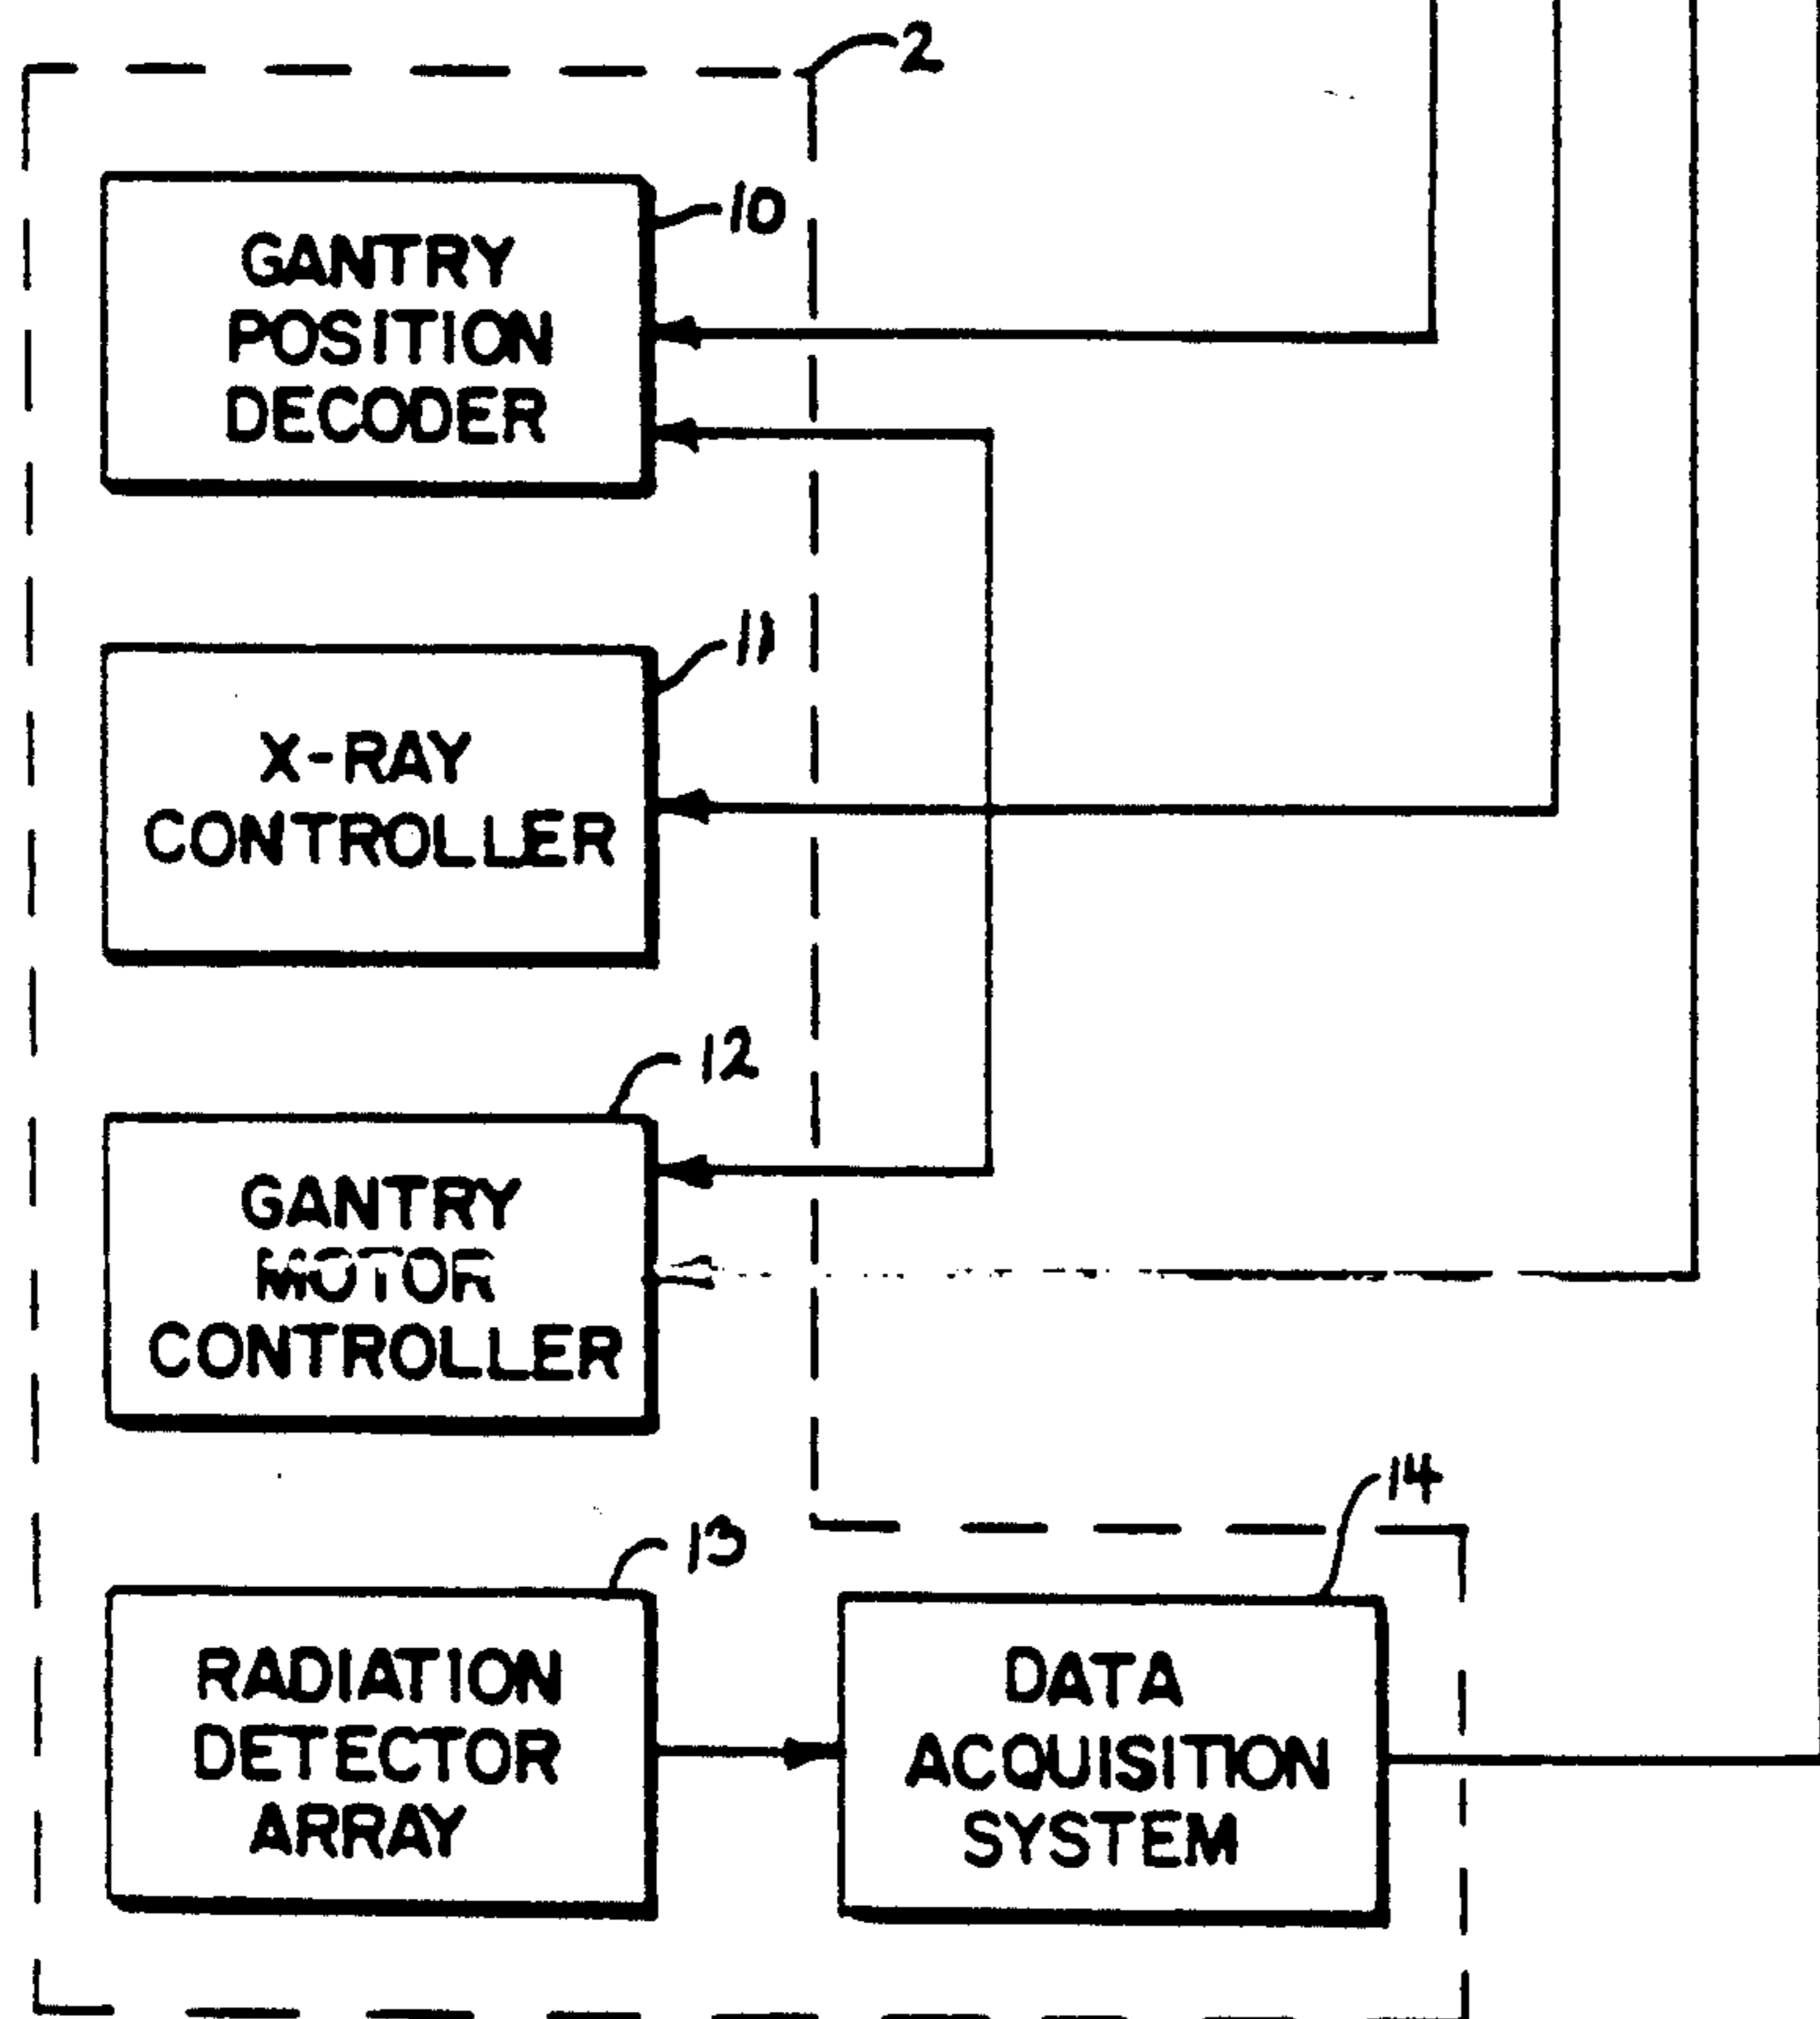 2
10
GANTRY
POSITION
DECODER
11
X-RAY
CONTROLLER
12
GANTRY
MOTOR
CONTROLLER
13
RADIATION
DETECTOR
ARRAY
14
DATA
ACQUISITION
SYSTEM